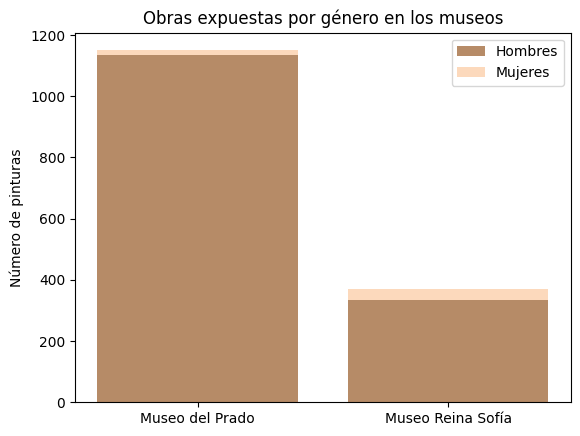 Obras expuestas por género en los museos
Hombres
Mujeres
Número de pinturas
1200
1000
800
600
400
200
0
Museo del Prado
Museo Reina Sofía